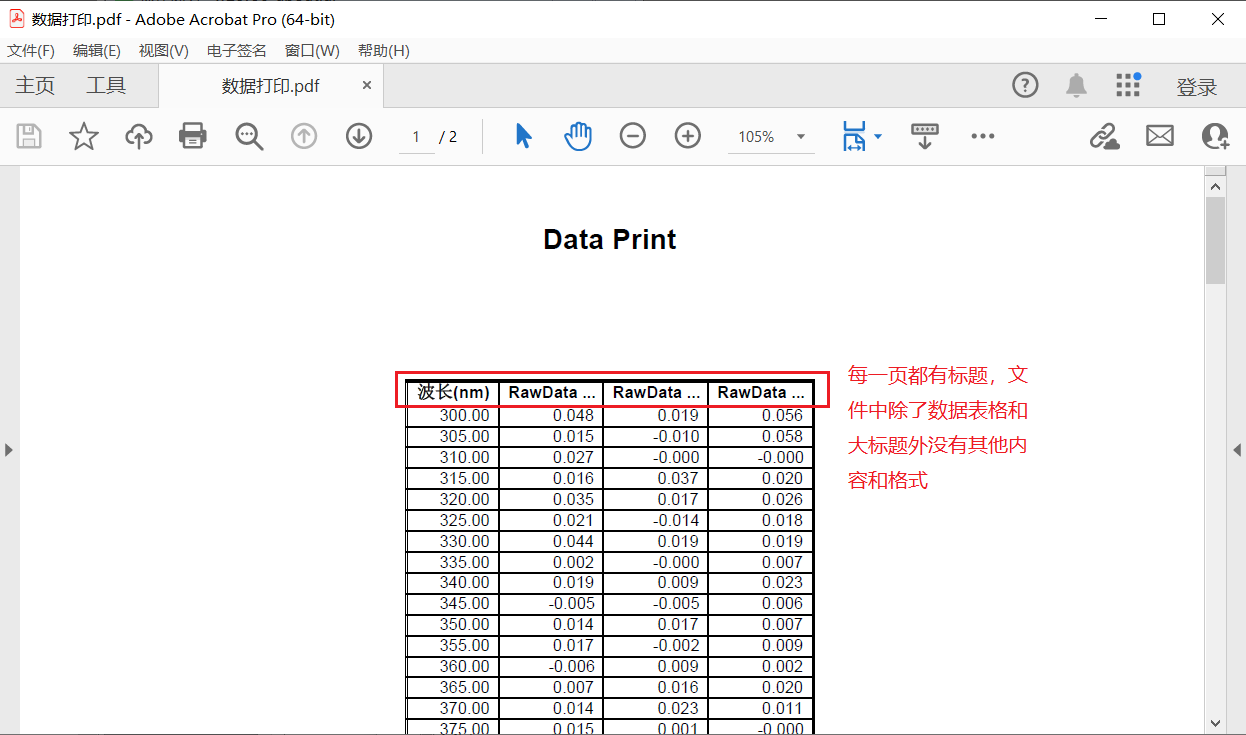 数据打印.pdf - Adobe Acrobat Pro (64-bit)
文件(F) 编辑(E) 视图(V) 电子签名 窗口(W) 帮助(H)
主页 工具 数据打印.pdf × 登录
1 / 2 105%
Data Print
波长(nm) RawData ... RawData ... RawData ...
300.00 0.048 0.019 0.056
305.00 0.015 -0.010 0.058
310.00 0.027 -0.000 -0.000
315.00 0.016 0.037 0.020
320.00 0.035 0.017 0.026
325.00 0.021 -0.014 0.018
330.00 0.044 0.019 0.019
335.00 0.002 -0.000 0.007
340.00 0.019 0.009 0.023
345.00 -0.005 -0.005 0.006
350.00 0.014 0.017 0.007
355.00 0.017 -0.002 0.009
360.00 -0.006 0.009 0.002
365.00 0.007 0.016 0.020
370.00 0.014 0.023 0.011
375.00 0.015 0.001 -0.000
每一页都有标题，文
件中除了数据表格和
大标题外没有其他内
容和格式